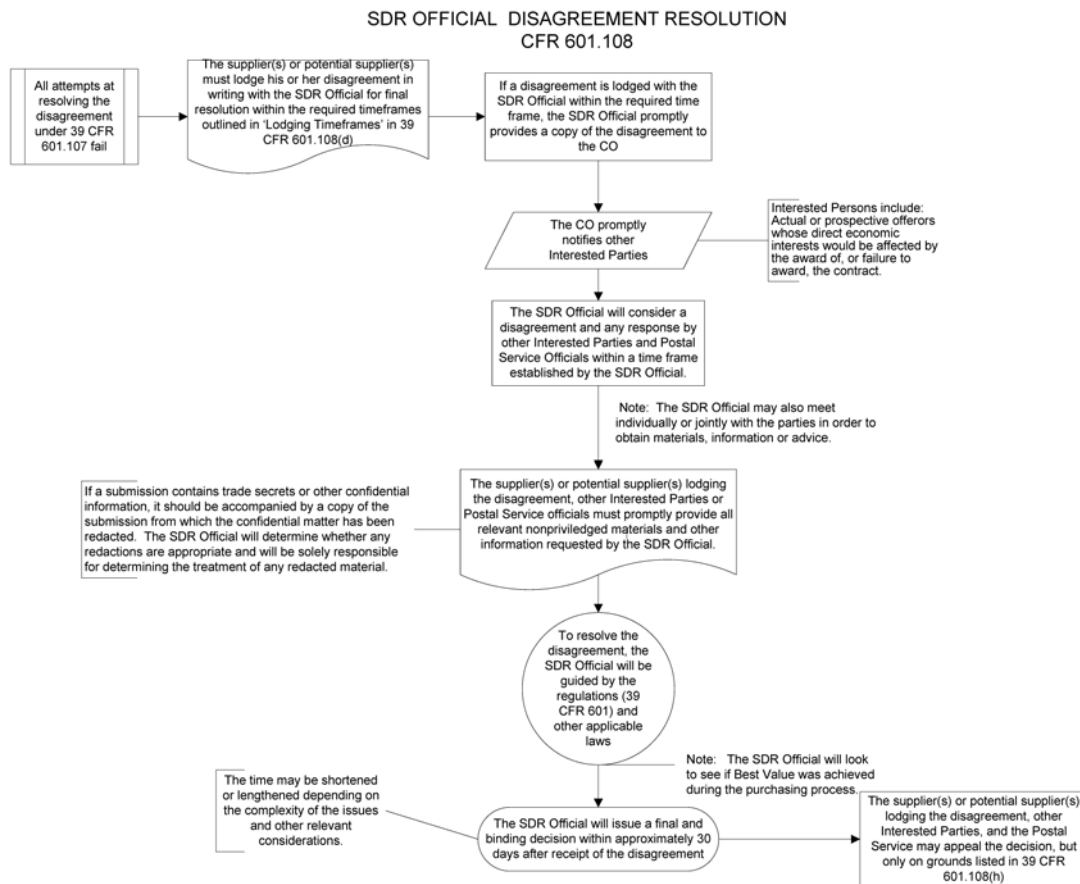 SDR OFFICIAL  DISAGREEMENT RESOLUTION
CFR 601.108
All attempts at
resolving the
disagreement
under 39 CFR
601.107 fail
The supplier(s) or potential supplier(s)
must lodge his or her disagreement in
writing with the SDR Official for final
resolution within the required timeframes
outlined in ‘Lodging Timeframes’ in 39
CFR 601.108(d)
If a disagreement is lodged with the
SDR Official within the required time
frame, the SDR Official promptly
provides a copy of the disagreement to
the CO
The CO promptly
notifies other
Interested Parties
Interested Persons include:
Actual or prospective offerors
whose direct economic
interests would be affected by
the award of, or failure to
award, the contract.
The SDR Official will consider a
disagreement and any response by
other Interested Parties and Postal
Service Officials within a time frame
established by the SDR Official.
Note:  The SDR Official may also meet
individually or jointly with the parties in order to
obtain materials, information or advice.
If a submission contains trade secrets or other confidential
information, it should be accompanied by a copy of the
submission from which the confidential matter has been
redacted.  The SDR Official will determine whether any
redactions are appropriate and will be solely responsible
for determining the treatment of any redacted material.
The supplier(s) or potential supplier(s) lodging
the disagreement, other Interested Parties or
Postal Service officials must promptly provide all
relevant nonpriviledged materials and other
information requested by the SDR Official.
To resolve the
disagreement, the
SDR Official will be
guided by the
regulations (39
CFR 601) and
other applicable
laws
Note:   The SDR Official will look
to see if Best Value was achieved
during the purchasing process.
The time may be shortened
or lengthened depending on
the complexity of the issues
and other relevant
considerations.
The SDR Official will issue a final and
binding decision within approximately 30
days after receipt of the disagreement
The supplier(s) or potential supplier(s)
lodging the disagreement, other
Interested Parties, and the Postal
Service may appeal the decision, but
only on grounds listed in 39 CFR
601.108(h)